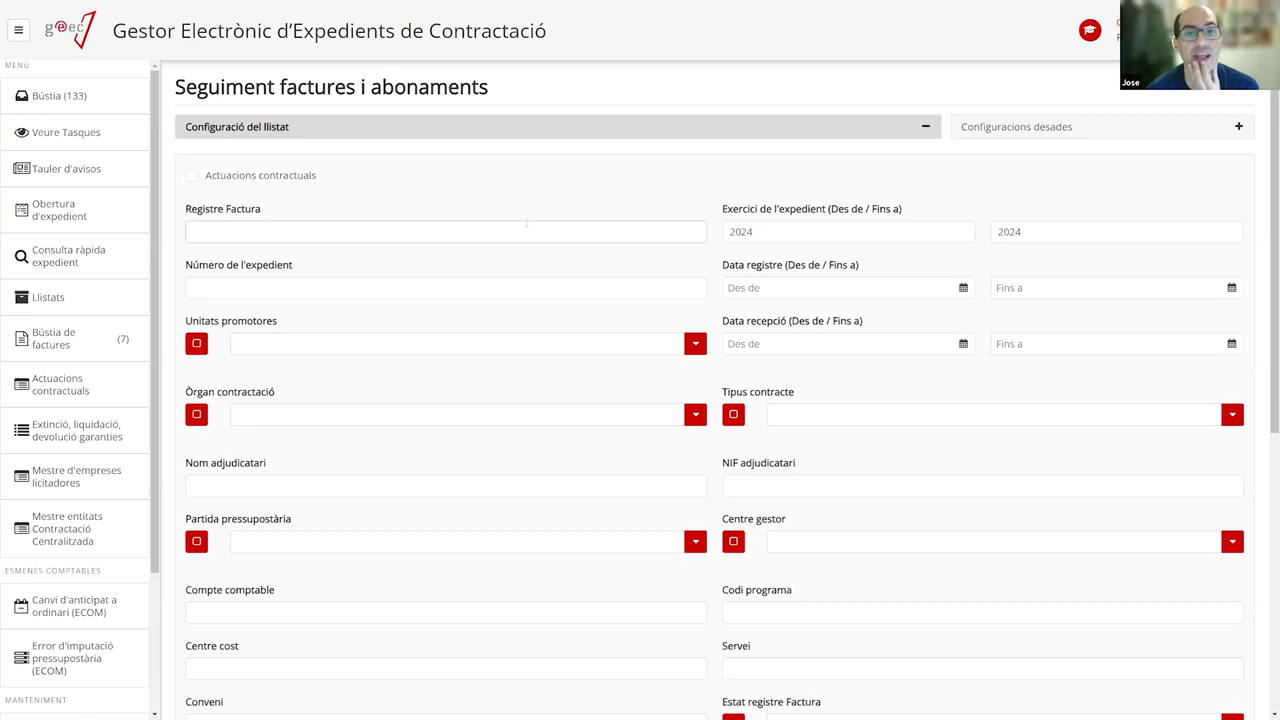 geec
Gestor Electrònic d'Expedients de Contractació
Jose
MENÚ
Bústia (133)
Veure Tasques
Tauler d'avisos
Obertura
d'expedient
Consulta ràpida
expedient
Llistats
Bústia de
factures
(7)
Actuacions
contractuals
Extinció, liquidació,
devolució garanties
Mestre d'empreses
licitadores
Mestre entitats
Contractació
Centralitzada
ESMENES COMPTABLES
Canvi d'anticipat a
ordinari (ECOM)
Error d'imputació
pressupostària
(ECOM)
MANTENIMENT
Seguiment factures i abonaments
Configuració del llistat
Configuracions desades
Actuacions contractuals
Registre Factura
Exercici de l'expedient (Des de / Fins a)
2024
2024
Número de l'expedient
Data registre (Des de / Fins a)
Des de
Fins a
Unitats promotores
Data recepció (Des de / Fins a)
Des de
Fins a
Òrgan contractació
Tipus contracte
Nom adjudicatari
NIF adjudicatari
Partida pressupostària
Centre gestor
Compte comptable
Codi programa
Centre cost
Servei
Conveni
Estat registre Factura